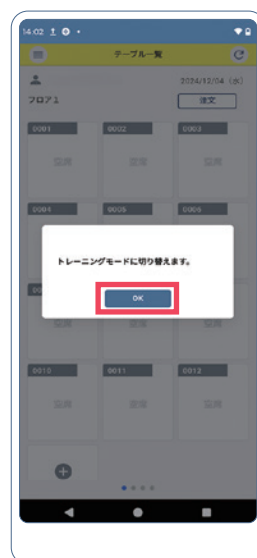 14:02
テーブル一覧
2024/12/04 (水)
フロア1
注文
0001 0002 0003
空席 空席 空席
0004 0005 0006
トレーニングモードに切り替えます。
00
OK
空席 空席 空席
0010 0011 0012
空席 空席 空席